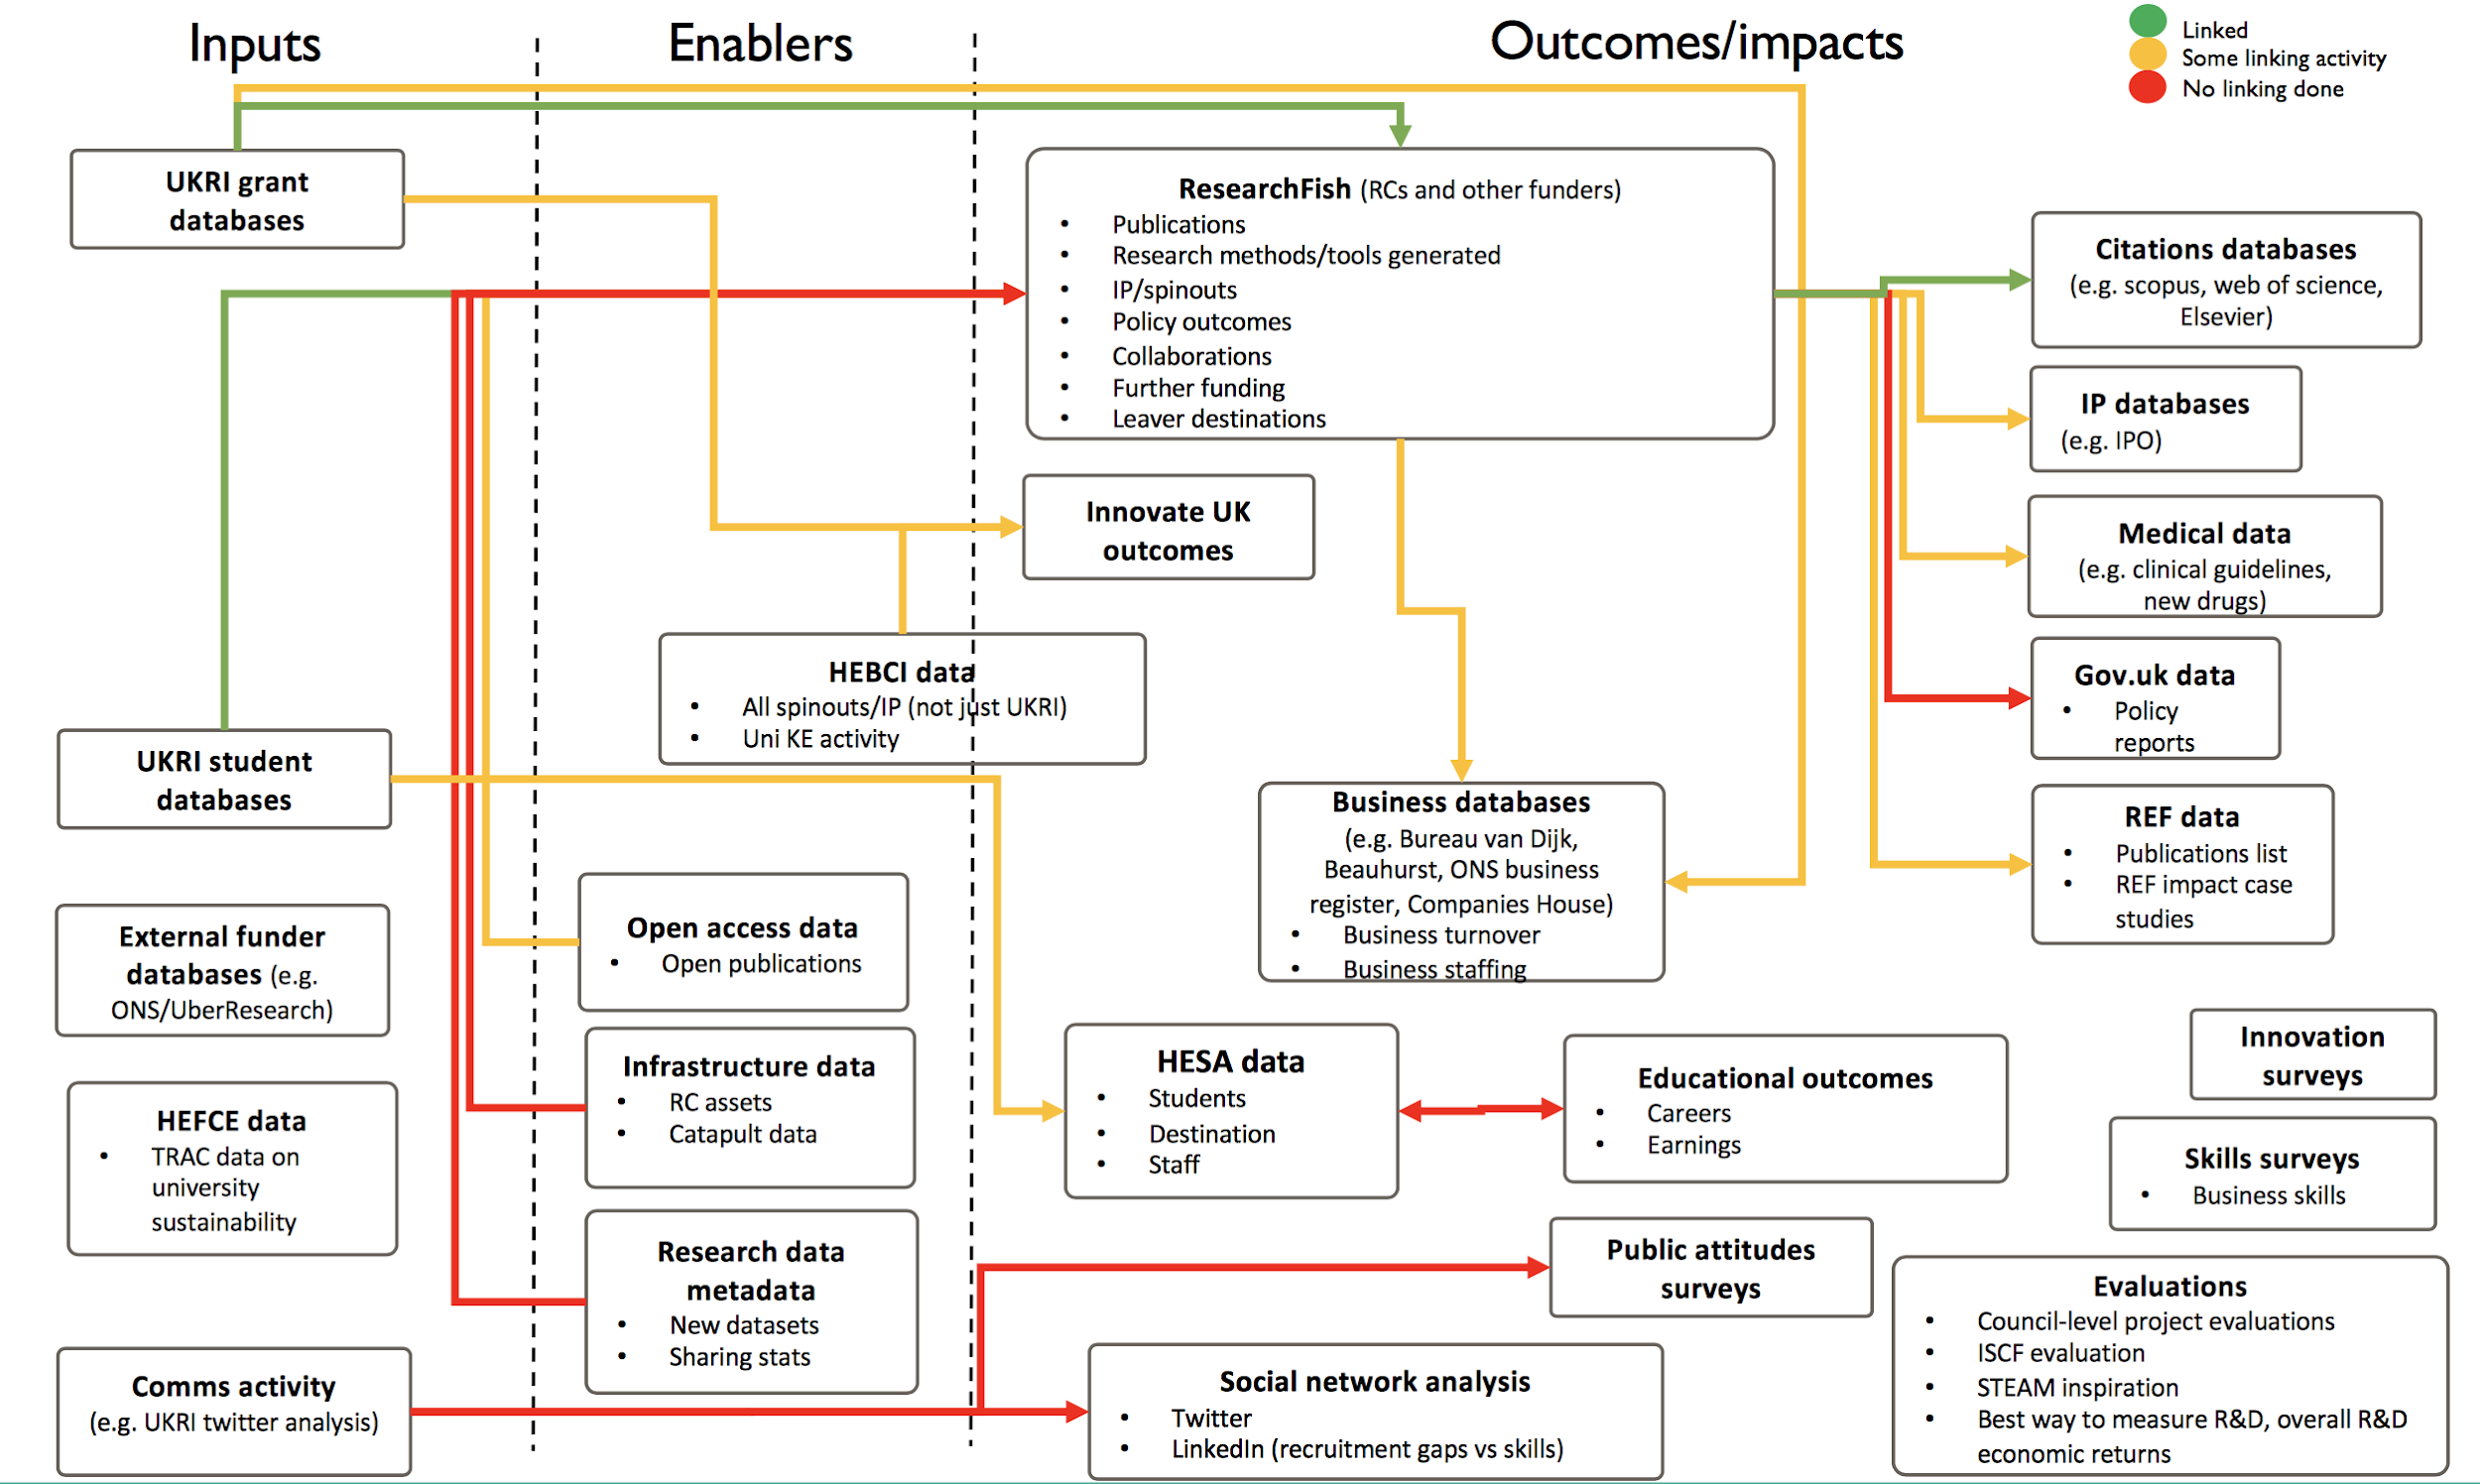 Inputs
Enablers
Outcomes/impacts
Linked
Some linking activity
No linking done
UKRI grant
databases
ResearchFish (RCs and other funders)
• Publications
• Research methods/tools generated
• IP/spinouts
• Policy outcomes
• Collaborations
• Further funding
• Leaver destinations
Citations databases
(e.g. scopus, web of science,
Elsevier)
IP databases
(e.g. IPO)
Innovate UK
outcomes
Medical data
(e.g. clinical guidelines,
new drugs)
HEBCI data
• All spinouts/IP (not just UKRI)
• Uni KE activity
Gov.uk data
• Policy
reports
UKRI student
databases
Business databases
(e.g. Bureau van Dijk,
Beauhurst, ONS business
register, Companies House)
• Business turnover
• Business staffing
REF data
• Publications list
• REF impact case
studies
External funder
databases (e.g.
ONS/UberResearch)
Open access data
• Open publications
Infrastructure data
• RC assets
• Catapult data
HESA data
• Students
• Destination
• Staff
Educational outcomes
• Careers
• Earnings
Innovation
surveys
Skills surveys
• Business skills
HEFCE data
• TRAC data on
university
sustainability
Research data
metadata
• New datasets
• Sharing stats
Public attitudes
surveys
Evaluations
• Council-level project evaluations
• ISCF evaluation
• STEAM inspiration
• Best way to measure R&D, overall R&D
economic returns
Comms activity
(e.g. UKRI twitter analysis)
Social network analysis
• Twitter
• LinkedIn (recruitment gaps vs skills)